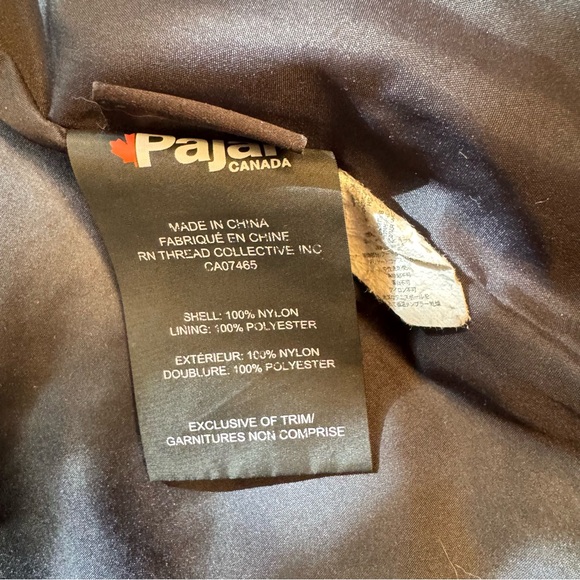 Pajar
CANADA
MADE IN CHINA
FABRIQUÉ EN CHINE
RN THREAD COLLECTIVE INC
CA07465
SHELL: 100% NYLON
LINING: 100% POLYESTER
EXTÉRIEUR: 100% NYLON
DOUBLURE: 100% POLYESTER
EXCLUSIVE OF TRIM/
GARNITURES NON COMPRISE